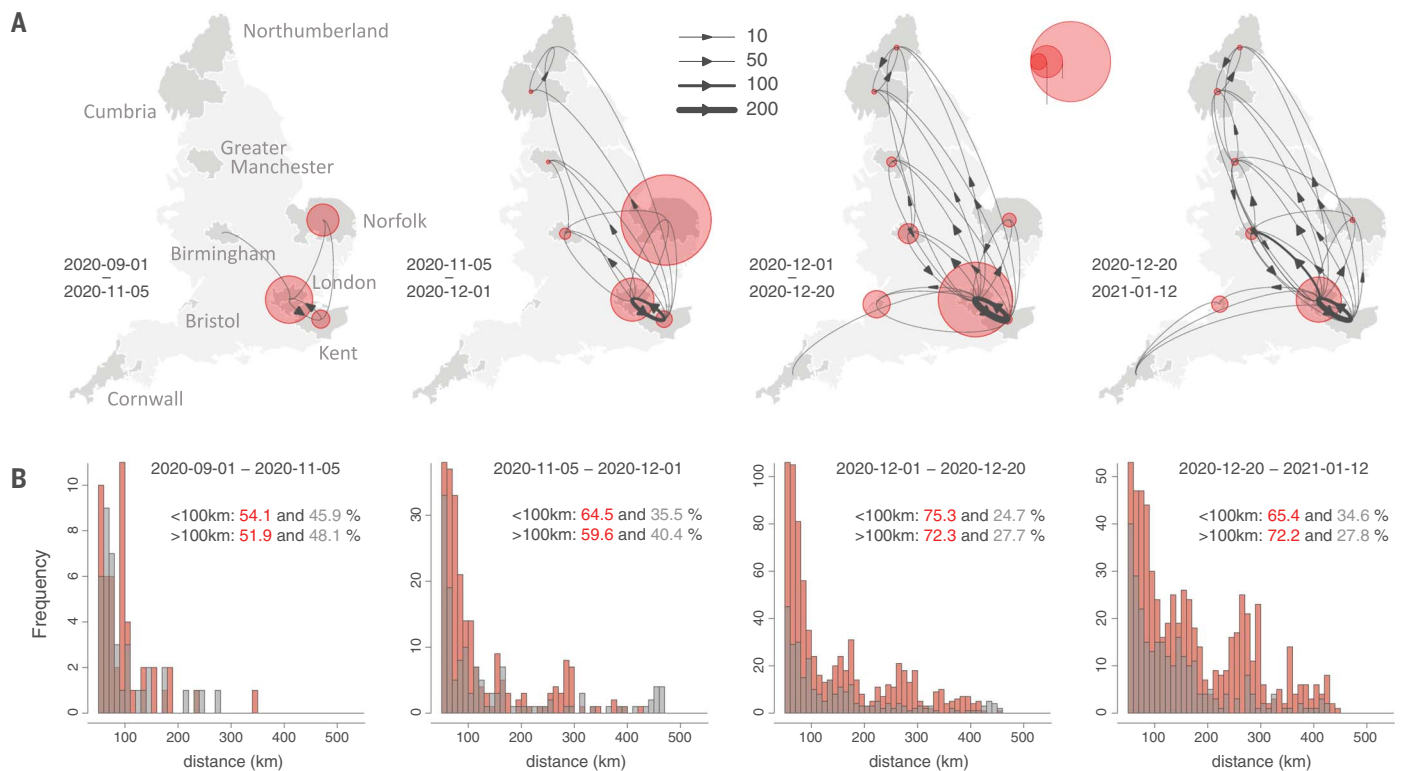 A
Northumberland
Cumbria
Greater
Manchester
Norfolk
Birmingham
London
Bristol
Kent
Cornwall
2020-09-01
–
2020-11-05
2020-11-05
–
2020-12-01
10
50
100
200
2020-12-01
–
2020-12-20
2020-12-20
–
2021-01-12
B
2020-09-01 – 2020-11-05
<100km: 54.1 and 45.9 %
>100km: 51.9 and 48.1 %
Frequency
10
8
6
4
2
0
100 200 300 400 500
distance (km)
2020-11-05 – 2020-12-01
<100km: 64.5 and 35.5 %
>100km: 59.6 and 40.4 %
30
20
10
0
100 200 300 400 500
distance (km)
2020-12-01 – 2020-12-20
<100km: 75.3 and 24.7 %
>100km: 72.3 and 27.7 %
100
80
60
40
20
0
100 200 300 400 500
distance (km)
2020-12-20 – 2021-01-12
<100km: 65.4 and 34.6 %
>100km: 72.2 and 27.8 %
50
40
30
20
10
0
100 200 300 400 500
distance (km)